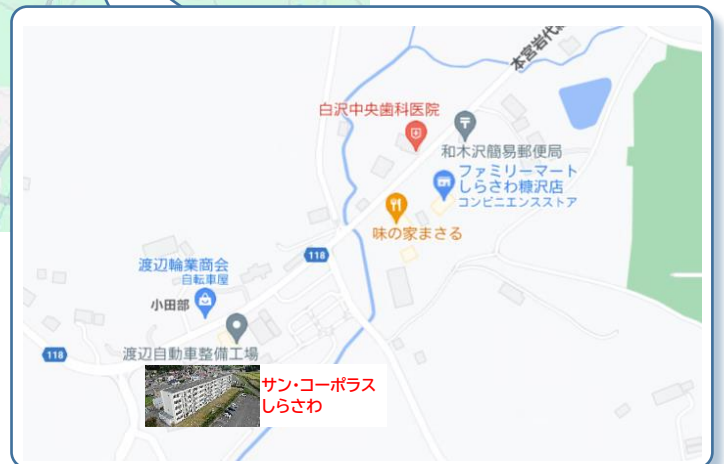 本宮岩代線
白沢中央歯科医院
和木沢簡易郵便局
ファミリーマート
しらさわ糠沢店
コンビニエンスストア
味の家まさる
118
渡辺輪業商会
自転車屋
小田部
118
渡辺自動車整備工場
サン・コーポラス
しらさわ